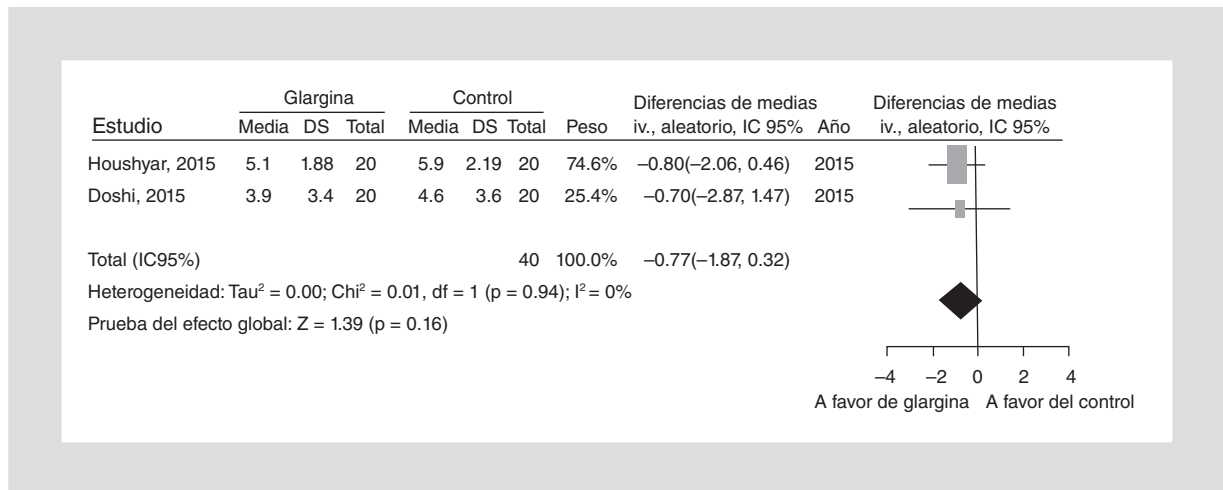 Glargina Control Diferencias de medias Diferencias de medias
Estudio Media DS Total Media DS Total Peso iv., aleatorio, IC 95% Año iv., aleatorio, IC 95%
Houshyar, 2015 5.1 1.88 20 5.9 2.19 20 74.6% –0.80(–2.06, 0.46) 2015
Doshi, 2015 3.9 3.4 20 4.6 3.6 20 25.4% –0.70(–2.87, 1.47) 2015
Total (IC95%) 40 100.0% –0.77(–1.87, 0.32)
Heterogeneidad: Tau² = 0.00; Chi² = 0.01, df = 1 (p = 0.94); I² = 0%
Prueba del efecto global: Z = 1.39 (p = 0.16)
–4 –2 0 2 4
A favor de glargina A favor del control